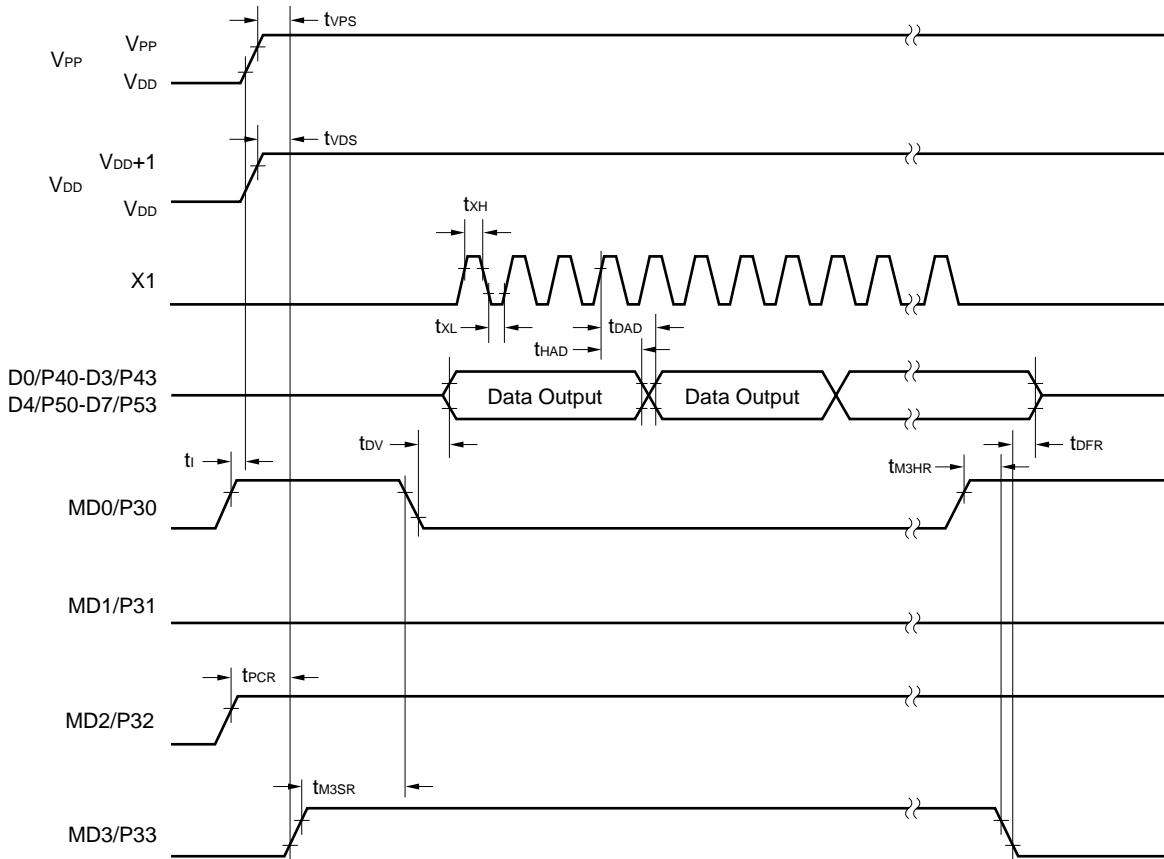 tVPS
VPP
VPP
VDD
tVDS
VDD+1
VDD
VDD
tXH
X1
tXL
tDAD
tHAD
D0/P40-D3/P43
D4/P50-D7/P53
Data Output
Data Output
tDV
tDFR
tI
tM3HR
MD0/P30
MD1/P31
tPCR
MD2/P32
tM3SR
MD3/P33